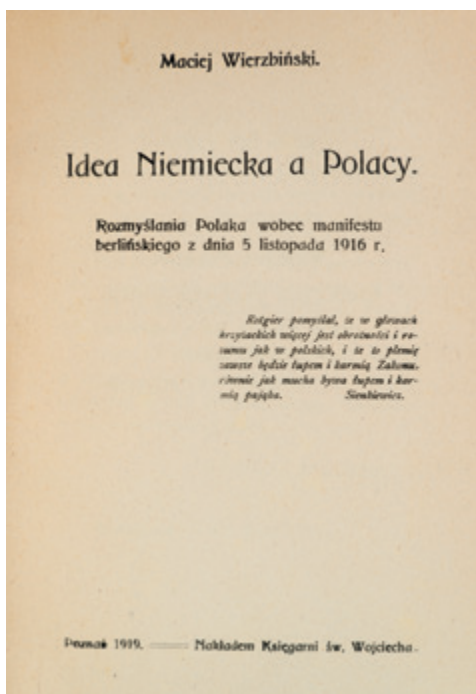 Maciej Wierzbiński.
Idea Niemiecka a Polacy.
Rozmyślania Polaka wobec manifestu
berlińskiego z dnia 5 listopada 1916 r.
Rotgier pomyślał, że w głowach
krzyżackich więcej jest obrotności i ro-
zumu jak w polskich, i że to plemię
zawsze będzie łupem i karmią Zakonu,
równie jak mucha bywa łupem i kar-
mią pająka. Sienkiewicz.
Poznań 1919. —— Nakładem Księgarni św. Wojciecha.